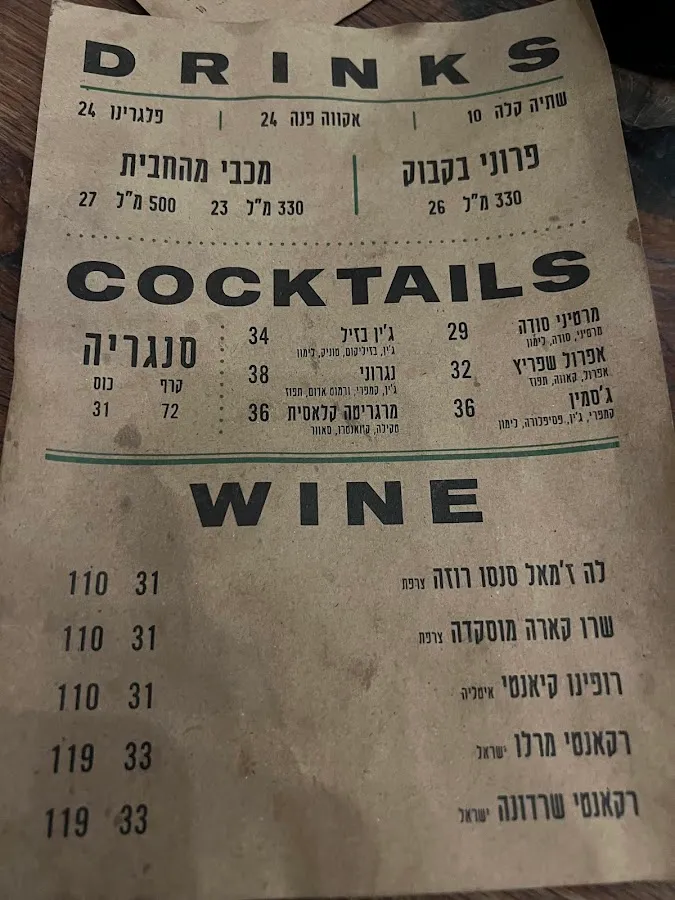 DRINKS
שתיה קלה 10 | אקווה פנה 24 | פלגרינו 24
פרוני בקבוק
330 מ"ל 26
מכבי מהחבית
330 מ"ל 23 500 מ"ל 27
COCKTAILS
מרטיני סודה 29
מרטיני, סודה, לימון
אפרול שפריץ 32
אפרול, קאווה, תפוז
ג'סמין 36
קמפרי, ג'ין, פסיפלורה, לימון
ג'ין בזיל 34
ג'ין, בזיליקום, טוניק, לימון
נגרוני 38
ג'ין, קמפרי, ורמוט אדום, תפוז
מרגריטה קלאסית 36
טקילה, קואנטרו, סאוור
סנגריה
קרף כוס
72 31
WINE
לה ז'מאל סנסו רוזה צרפת 31 110
שרו קארה מוסקדה צרפת 31 110
רופינו קיאנטי איטליה 31 110
רקאנטי מרלו ישראל 33 119
רקאנטי שרדונה ישראל 33 119